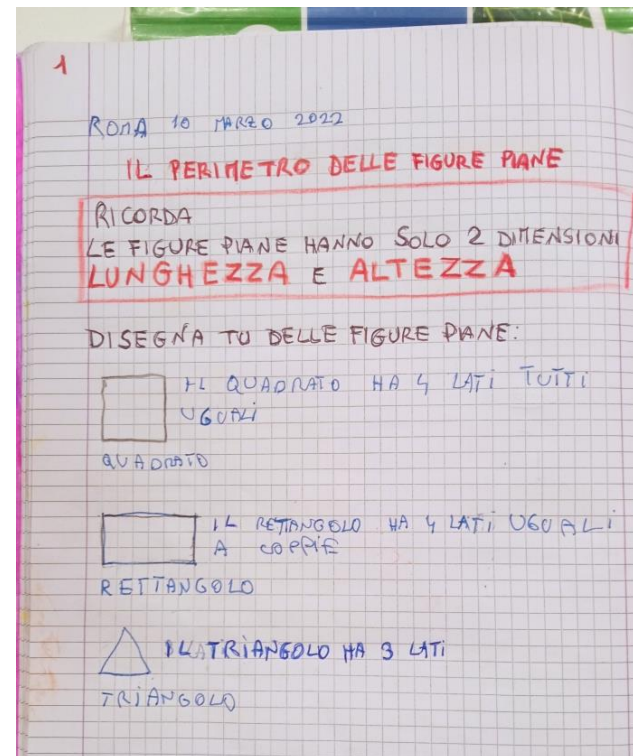 1
ROMA 10 MARZO 2022
IL PERIMETRO DELLE FIGURE PIANE
RICORDA
LE FIGURE PIANE HANNO SOLO 2 DIMENSIONI
LUNGHEZZA E ALTEZZA
DISEGNA TU DELLE FIGURE PIANE:
IL QUADRATO HA 4 LATI TUTTI
UGUALI
QUADRATO
IL RETANGOLO HA 4 LATI UGUALI
A COPPIE
RETTANGOLO
IL TRIANGOLO HA 3 LATI
TRIANGOLO